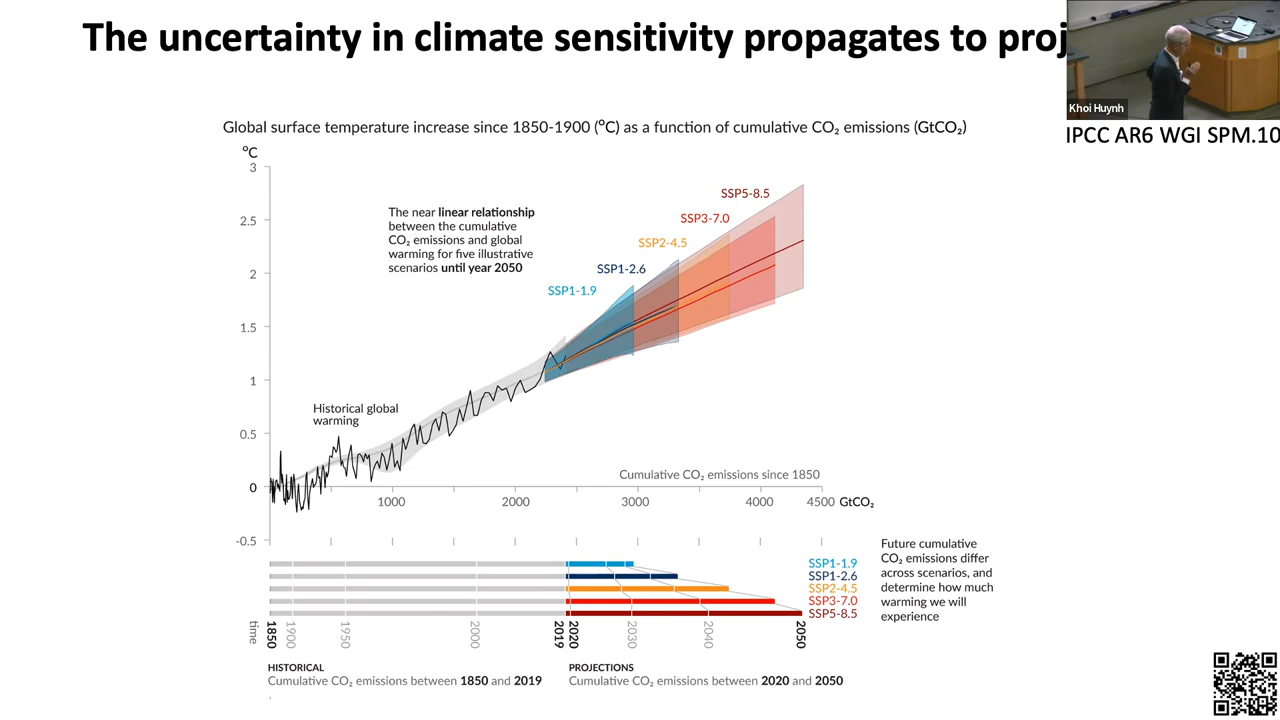 The uncertainty in climate sensitivity propagates to proj
Khoi Huynh
IPCC AR6 WGI SPM.10
Global surface temperature increase since 1850-1900 (°C) as a function of cumulative CO₂ emissions (GtCO₂)
°C
3
2.5
2
1.5
1
0.5
0
-0.5
The near linear relationship
between the cumulative
CO₂ emissions and global
warming for five illustrative
scenarios until year 2050
SSP5-8.5
SSP3-7.0
SSP2-4.5
SSP1-2.6
SSP1-1.9
Historical global
warming
Cumulative CO₂ emissions since 1850
1000
2000
3000
4000
4500 GtCO₂
SSP1-1.9
SSP1-2.6
SSP2-4.5
SSP3-7.0
SSP5-8.5
Future cumulative
CO₂ emissions differ
across scenarios, and
determine how much
warming we will
experience
time
1850
1900
1950
2000
2019
2020
2030
2040
2050
HISTORICAL
Cumulative CO₂ emissions between 1850 and 2019
PROJECTIONS
Cumulative CO₂ emissions between 2020 and 2050